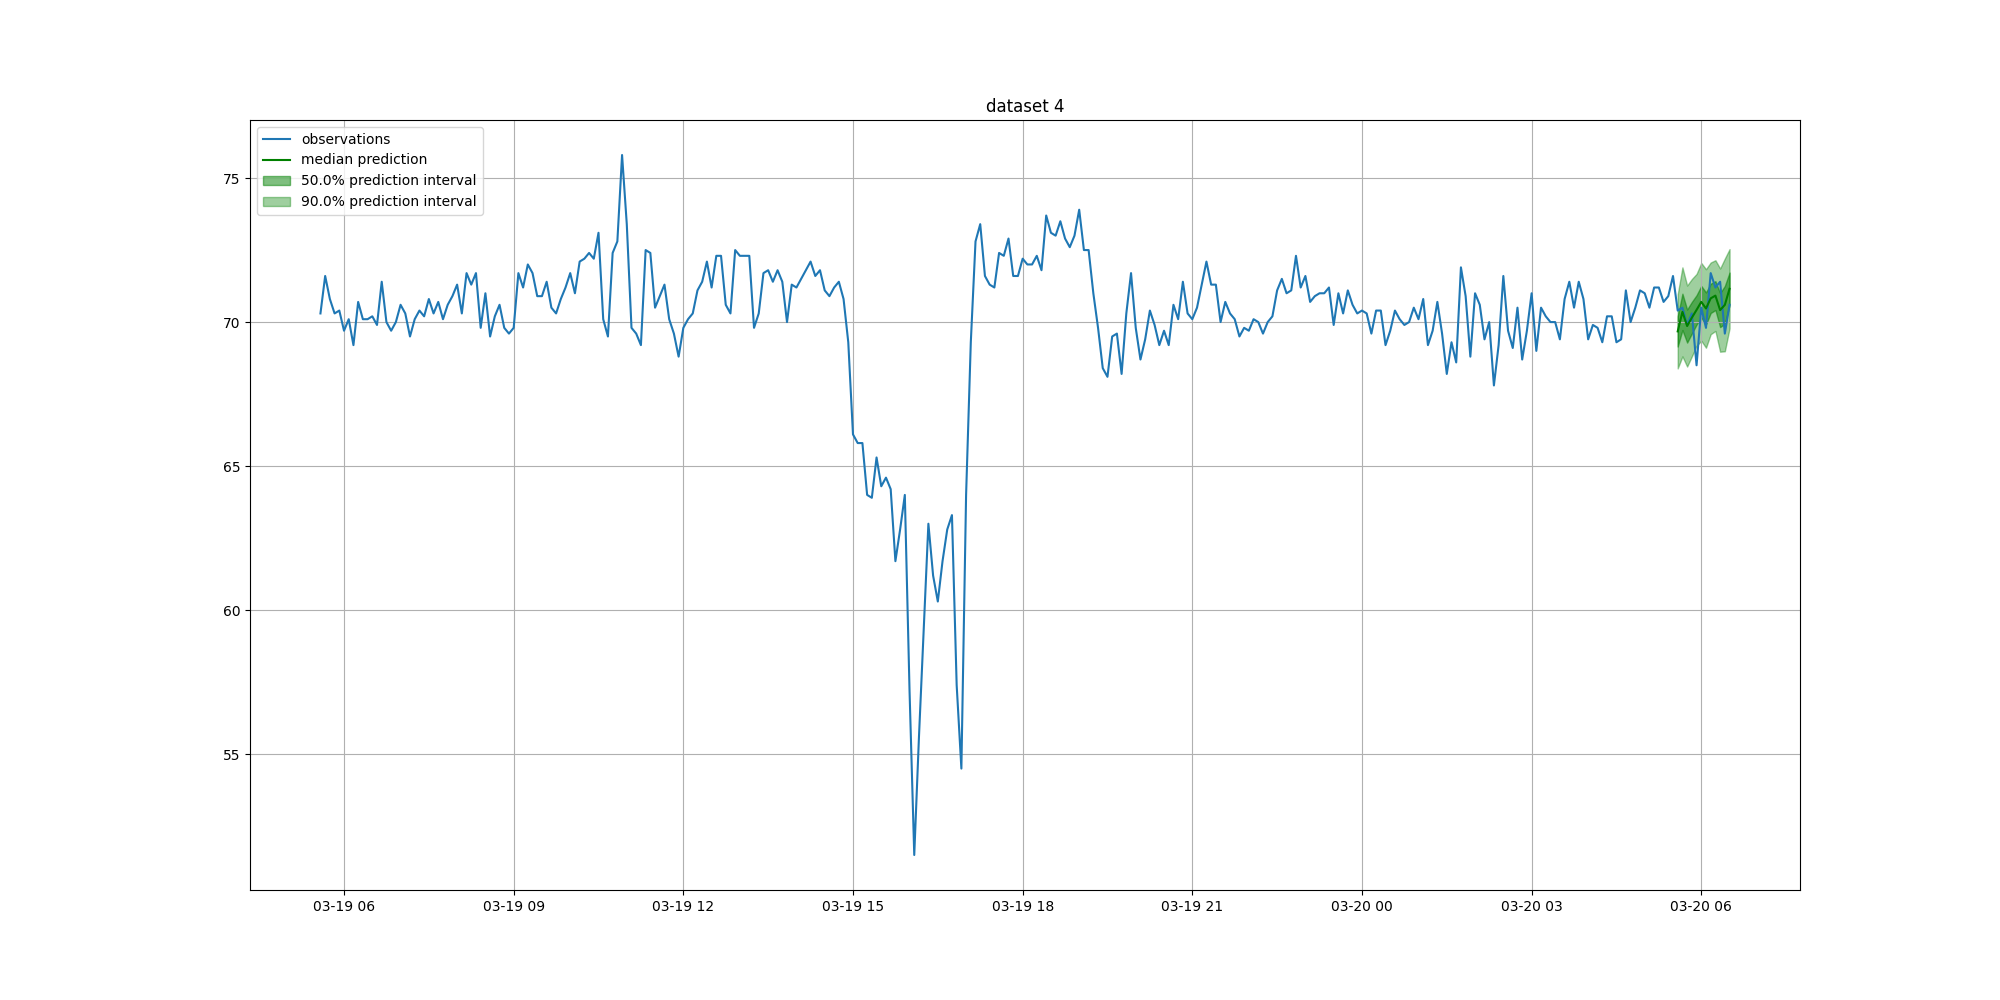 dataset 4
observations
median prediction
50.0% prediction interval
90.0% prediction interval
75
70
65
60
55
03-19 06
03-19 09
03-19 12
03-19 15
03-19 18
03-19 21
03-20 00
03-20 03
03-20 06